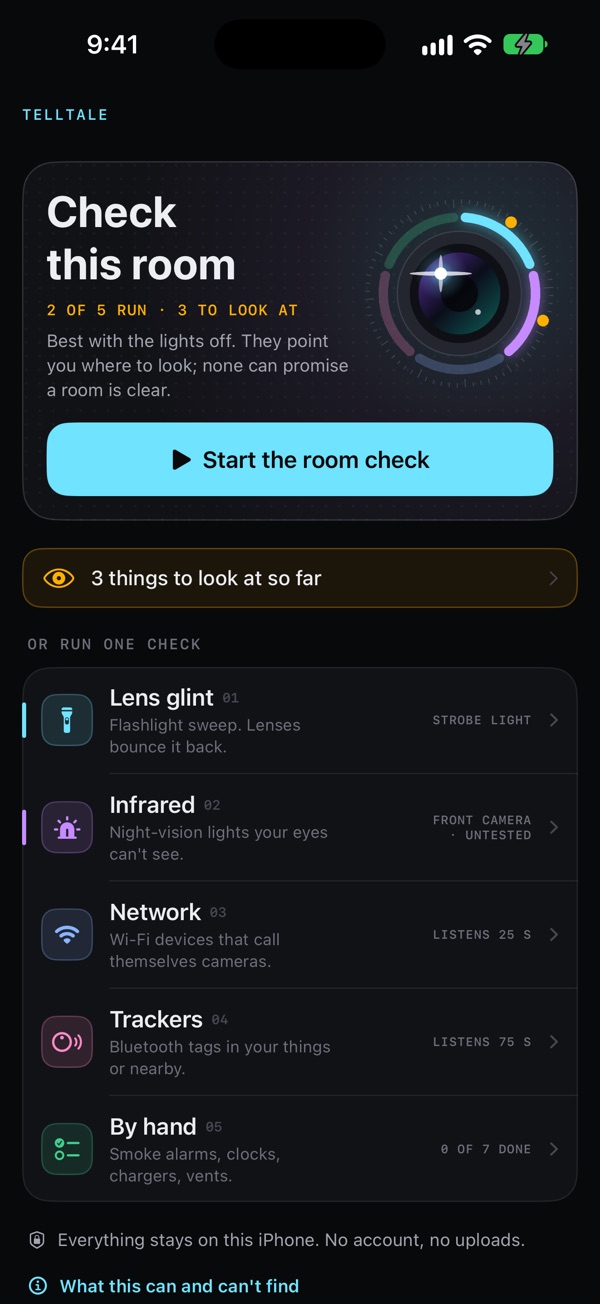 9:41
TELLTALE
Check
this room
2 OF 5 RUN · 3 TO LOOK AT
Best with the lights off. They point
you where to look; none can promise
a room is clear.
Start the room check
3 things to look at so far
OR RUN ONE CHECK
Lens glint 01
Flashlight sweep. Lenses
bounce it back.
STROBE LIGHT
Infrared 02
Night-vision lights your eyes
can't see.
FRONT CAMERA
· UNTESTED
Network 03
Wi-Fi devices that call
themselves cameras.
LISTENS 25 S
Trackers 04
Bluetooth tags in your things
or nearby.
LISTENS 75 S
By hand 05
Smoke alarms, clocks,
chargers, vents.
0 OF 7 DONE
Everything stays on this iPhone. No account, no uploads.
What this can and can't find